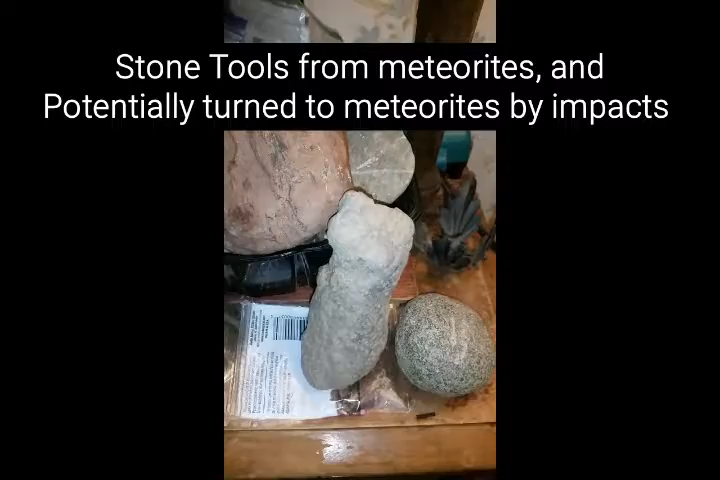 Stone Tools from meteorites, and
Potentially turned to meteorites by impacts